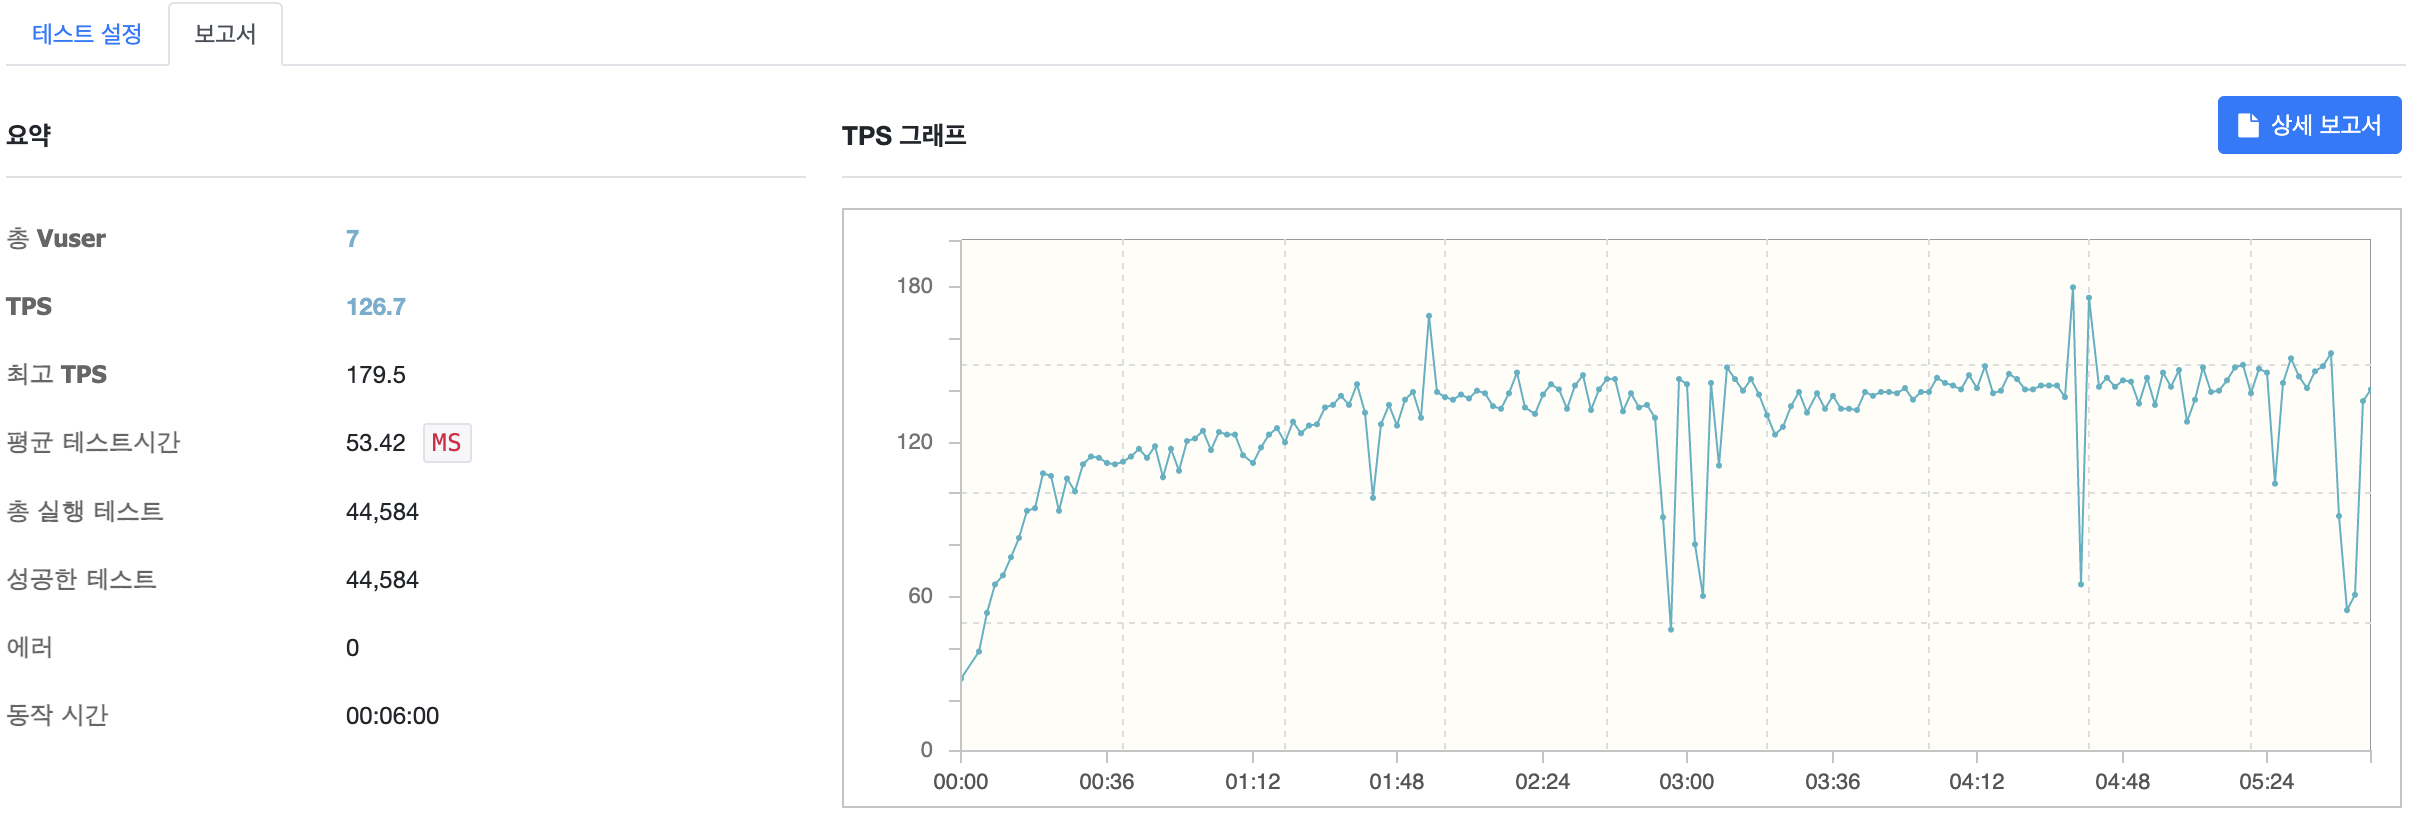 테스트 설정
보고서
요약
총 Vuser 7
TPS 126.7
최고 TPS 179.5
평균 테스트시간 53.42 MS
총 실행 테스트 44,584
성공한 테스트 44,584
에러 0
동작 시간 00:06:00
TPS 그래프
상세 보고서
180
120
60
0
00:00 00:36 01:12 01:48 02:24 03:00 03:36 04:12 04:48 05:24